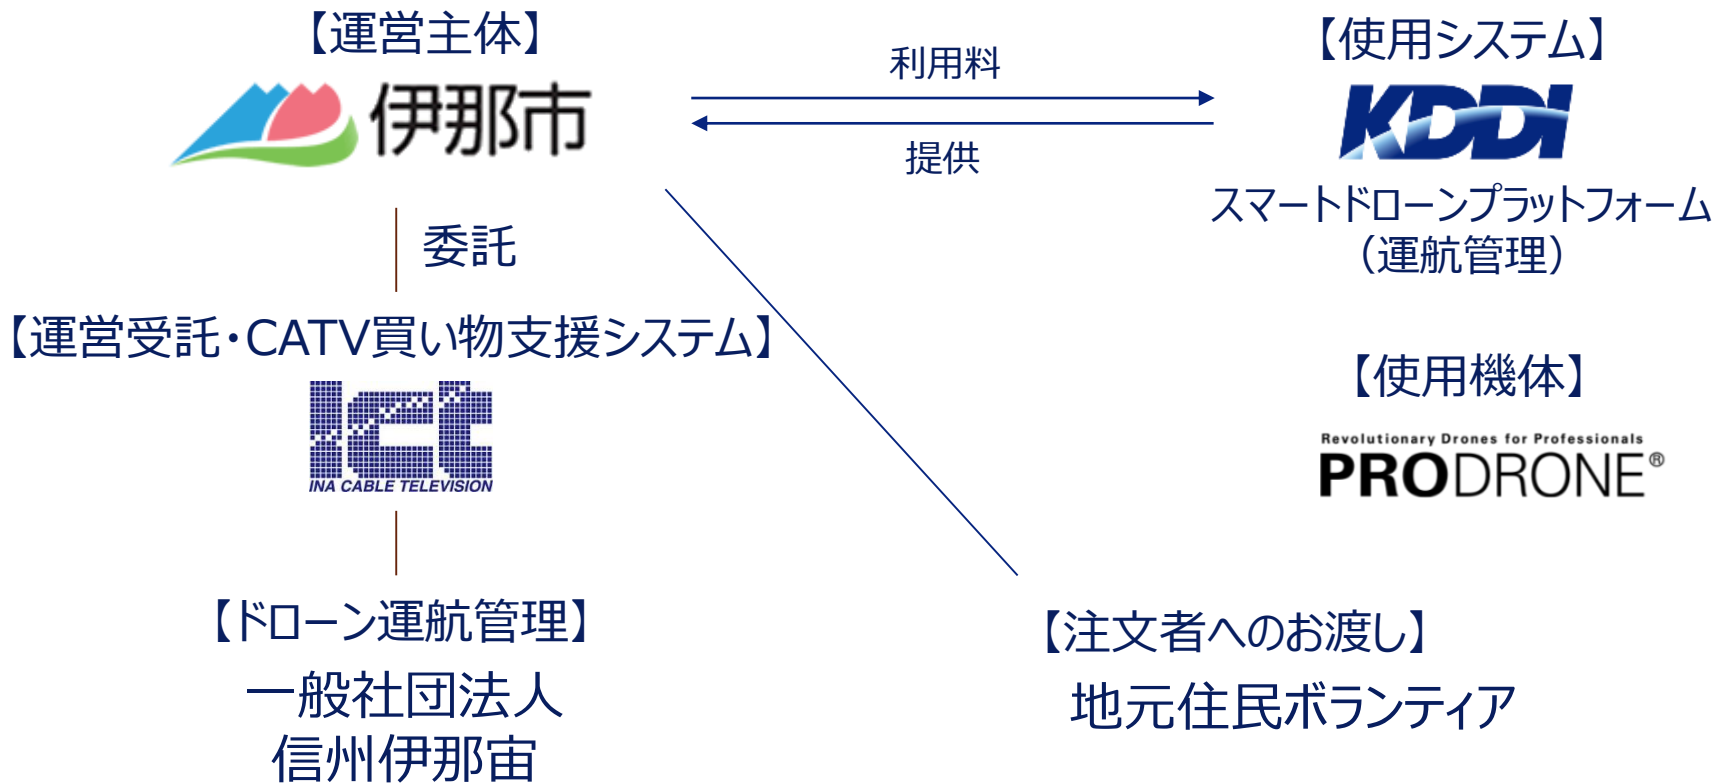 【運営主体】
伊那市
利用料
提供
【使用システム】
KDDI
スマートドローンプラットフォーム
（運航管理）
委託
【運営受託・CATV買い物支援システム】
ict
INA CABLE TELEVISION
【使用機体】
Revolutionary Drones for Professionals
PRODRONE®
【ドローン運航管理】
一般社団法人
信州伊那宙
【注文者へのお渡し】
地元住民ボランティア